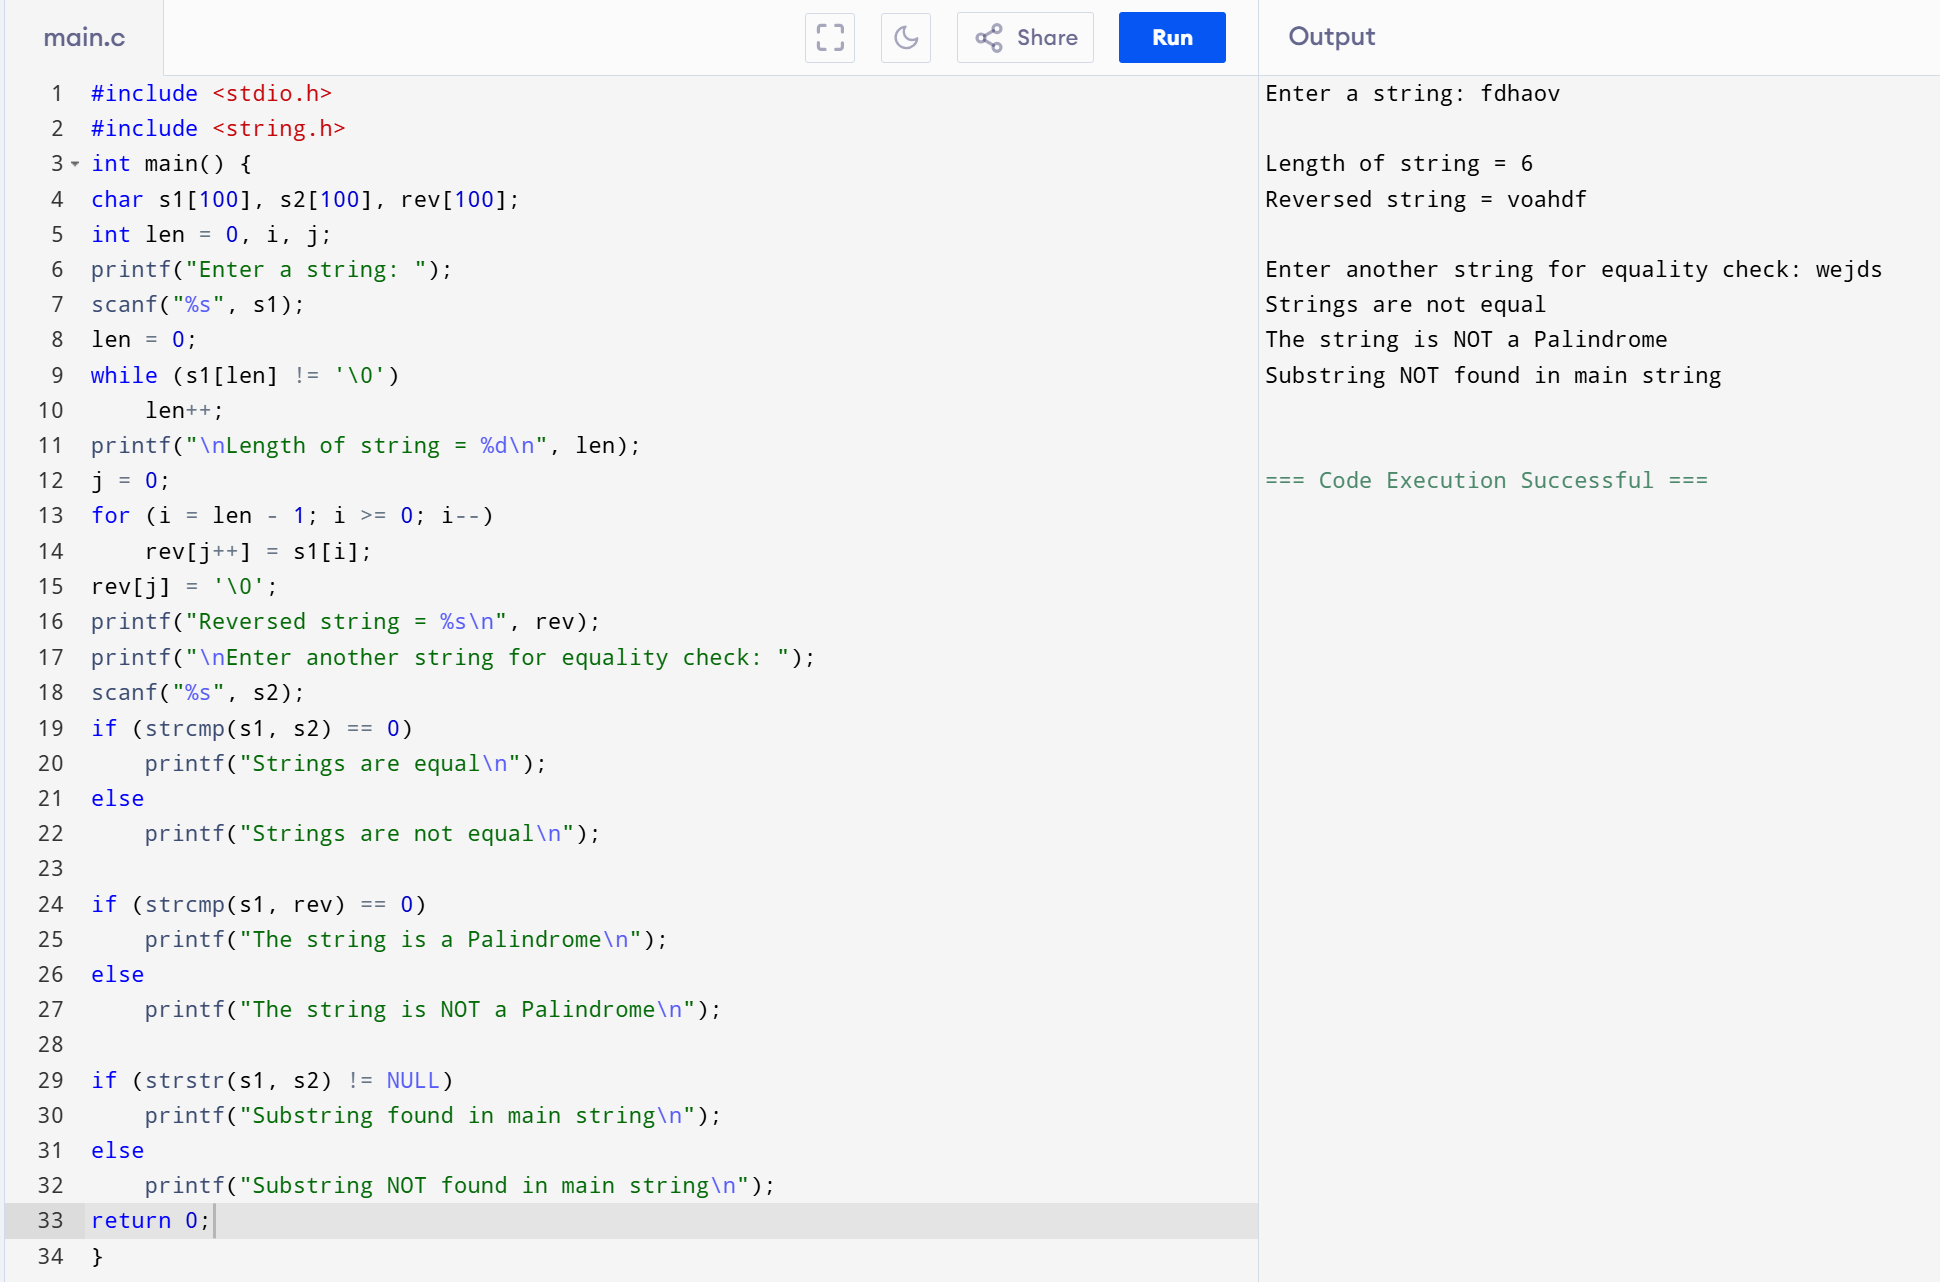 main.c
Share
Run
Output
1 #include <stdio.h>
2 #include <string.h>
3 int main() {
4 char s1[100], s2[100], rev[100];
5 int len = 0, i, j;
6 printf("Enter a string: ");
7 scanf("%s", s1);
8 len = 0;
9 while (s1[len] != '\0')
10     len++;
11 printf("\nLength of string = %d\n", len);
12 j = 0;
13 for (i = len - 1; i >= 0; i--)
14     rev[j++] = s1[i];
15 rev[j] = '\0';
16 printf("Reversed string = %s\n", rev);
17 printf("\nEnter another string for equality check: ");
18 scanf("%s", s2);
19 if (strcmp(s1, s2) == 0)
20     printf("Strings are equal\n");
21 else
22     printf("Strings are not equal\n");
23
24 if (strcmp(s1, rev) == 0)
25     printf("The string is a Palindrome\n");
26 else
27     printf("The string is NOT a Palindrome\n");
28
29 if (strstr(s1, s2) != NULL)
30     printf("Substring found in main string\n");
31 else
32     printf("Substring NOT found in main string\n");
33 return 0;
34 }
Enter a string: fdhaov
Length of string = 6
Reversed string = voahdf
Enter another string for equality check: wejds
Strings are not equal
The string is NOT a Palindrome
Substring NOT found in main string
=== Code Execution Successful ===